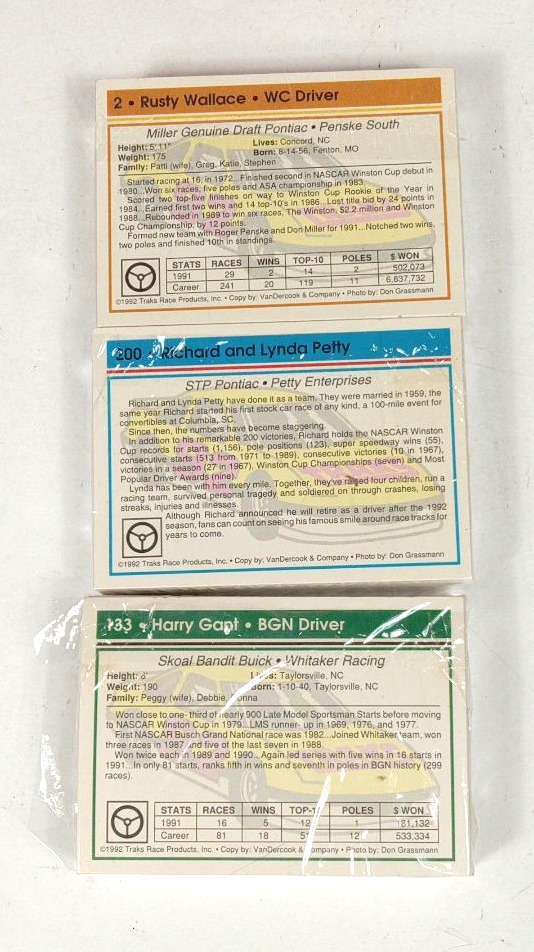 2 • Rusty Wallace • WC Driver
Miller Genuine Draft Pontiac • Penske South
Height: 5' 11" Lives: Concord, NC
Weight: 175 Born: 8-14-56, Fenton, MO
Family: Patti (wife), Greg, Katie, Stephen
Started racing at 16, in 1972...Finished second in NASCAR Winston Cup debut in
1980...Won six races, five poles and ASA championship in 1983.
Scored two top-five finishes on way to Winston Cup Rookie of the Year in
1984...Earned first two wins and 14 top-10's in 1986...Lost title bid by 24 points in
1988...Rebounded in 1989 to win six races, The Winston, $2.2 million and Winston
Cup Championship, by 12 points.
Formed new team with Roger Penske and Don Miller for 1991...Notched two wins,
two poles and finished 10th in standings.
STATS RACES WINS TOP-10 POLES $ WON
1991 29 2 14 2 502,073
Career 241 20 119 11 6,837,732
©1992 Traks Race Products, Inc. • Copy by: VanDercook & Company • Photo by: Don Grassmann
200 • Richard and Lynda Petty
STP Pontiac • Petty Enterprises
Richard and Lynda Petty have done it as a team. They were married in 1959, the
same year Richard started his first stock car race of any kind, a 100-mile event for
convertibles at Columbia, SC.
Since then, the numbers have become staggering.
In addition to his remarkable 200 victories, Richard holds the NASCAR Winston
Cup records for starts (1,156), pole positions (123), super speedway wins (55),
consecutive starts (513 from 1971 to 1989), consecutive victories (10 in 1967),
victories in a season (27 in 1967), Winston Cup Championships (seven) and Most
Popular Driver Awards (nine).
Lynda has been with him every mile. Together, they've raised four children, run a
racing team, survived personal tragedy and soldiered on through crashes, losing
streaks, injuries and illnesses.
Although Richard announced he will retire as a driver after the 1992
season, fans can count on seeing his famous smile around race tracks for
years to come.
©1992 Traks Race Products, Inc. • Copy by: VanDercook & Company • Photo by: Don Grassmann
133 • Harry Gant • BGN Driver
Skoal Bandit Buick • Whitaker Racing
Height: 6' Lives: Taylorsville, NC
Weight: 190 Born: 1-10-40, Taylorsville, NC
Family: Peggy (wife), Debbie, Donna
Won close to one-third of nearly 900 Late Model Sportsman Starts before moving
to NASCAR Winston Cup in 1979...LMS runner-up in 1969, 1976, and 1977.
First NASCAR Busch Grand National race was 1982...Joined Whitaker team, won
three races in 1987 and five of the last seven in 1988.
Won twice each in 1989 and 1990...Again led series with five wins in 16 starts in
1991...In only 81 starts, ranks fifth in wins and seventh in poles in BGN history (299
races).
STATS RACES WINS TOP-10 POLES $ WON
1991 16 5 12 1 181,132
Career 81 18 12 533,334
©1992 Traks Race Products, Inc. • Copy by: VanDercook & Company • Photo by: Don Grassmann